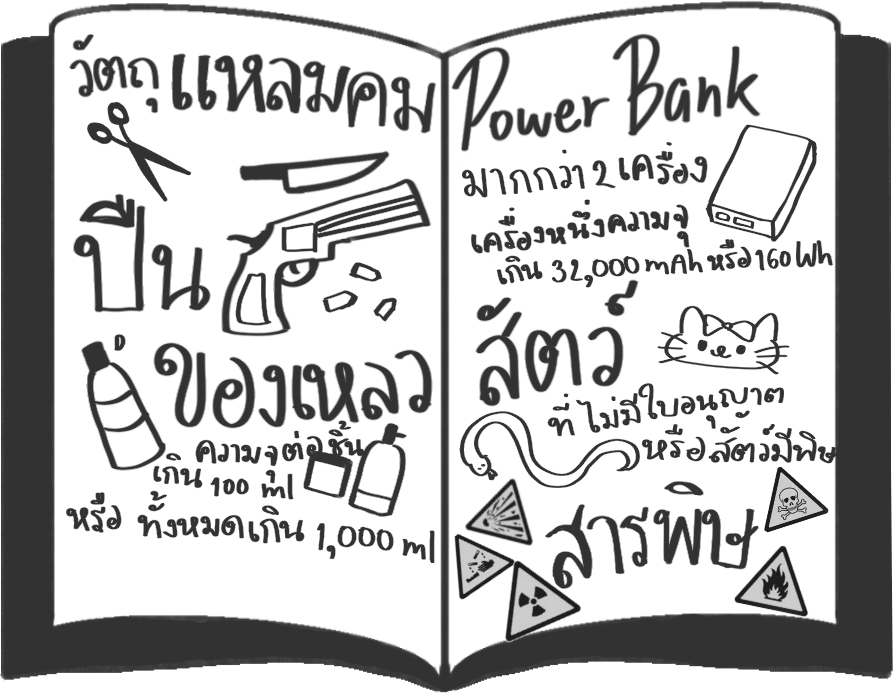 วัตถุแหลมคม
ปืน
ของเหลว
ความจุต่อชิ้น
เกิน 100 ml
หรือ ทั้งหมดเกิน 1,000 ml
Power Bank
มากกว่า 2 เครื่อง
เครื่องหนึ่งความจุ
เกิน 32,000 mAh หรือ 160 Wh
สัตว์
ที่ไม่มีใบอนุญาต
หรือสัตว์มีพิษ
สารพิษ